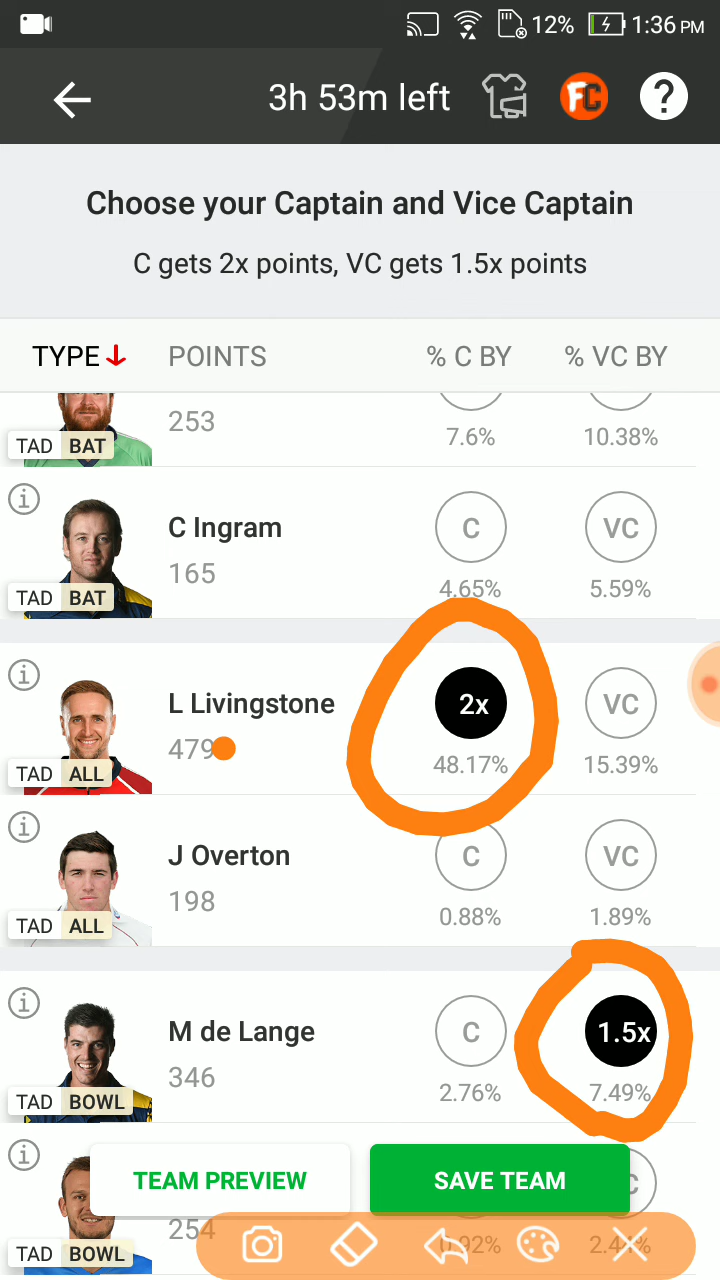 12% 1:36 PM
3h 53m left FC ?
Choose your Captain and Vice Captain
C gets 2x points, VC gets 1.5x points
TYPE POINTS % C BY % VC BY
253 7.6% 10.38%
TAD BAT
C Ingram C VC
165 4.65% 5.59%
TAD BAT
L Livingstone 2x VC
479 48.17% 15.39%
TAD ALL
J Overton C VC
198 0.88% 1.89%
TAD ALL
M de Lange C 1.5x
346 2.76% 7.49%
TAD BOWL
TEAM PREVIEW SAVE TEAM
254 0.92%
TAD BOWL